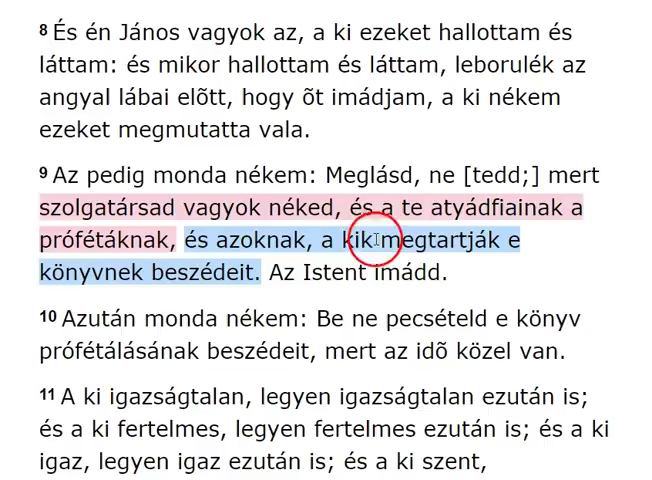 8 És én János vagyok az, a ki ezeket hallottam és
láttam: és mikor hallottam és láttam, leborulék az
angyal lábai elõtt, hogy õt imádjam, a ki nékem
ezeket megmutatta vala.
9 Az pedig monda nékem: Meglásd, ne [tedd;] mert
szolgatársad vagyok néked, és a te atyádfiainak a
prófétáknak, és azoknak, a kik megtartják e
könyvnek beszédeit. Az Istent imádd.
10 Azután monda nékem: Be ne pecsételd e könyv
prófétálásának beszédeit, mert az idõ közel van.
11 A ki igazságtalan, legyen igazságtalan ezután is;
és a ki fertelmes, legyen fertelmes ezután is; és a ki
igaz, legyen igaz ezután is; és a ki szent,